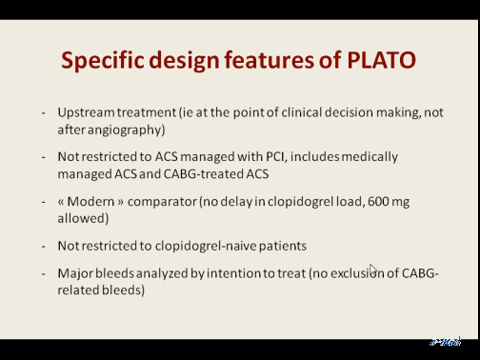 Specific design features of PLATO
- Upstream treatment (ie at the point of clinical decision making, not
after angiography)
- Not restricted to ACS managed with PCI, includes medically
managed ACS and CABG-treated ACS
- « Modern » comparator (no delay in clopidogrel load, 600 mg
allowed)
- Not restricted to clopidogrel-naive patients
- Major bleeds analyzed by intention to treat (no exclusion of CABG-
related bleeds)